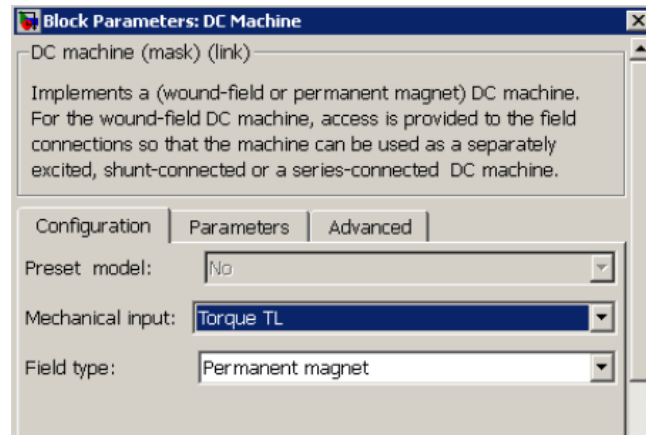 Block Parameters: DC Machine
DC machine (mask) (link)
Implements a (wound-field or permanent magnet) DC machine.
For the wound-field DC machine, access is provided to the field
connections so that the machine can be used as a separately
excited, shunt-connected or a series-connected DC machine.
Configuration Parameters Advanced
Preset model: No
Mechanical input: Torque TL
Field type: Permanent magnet